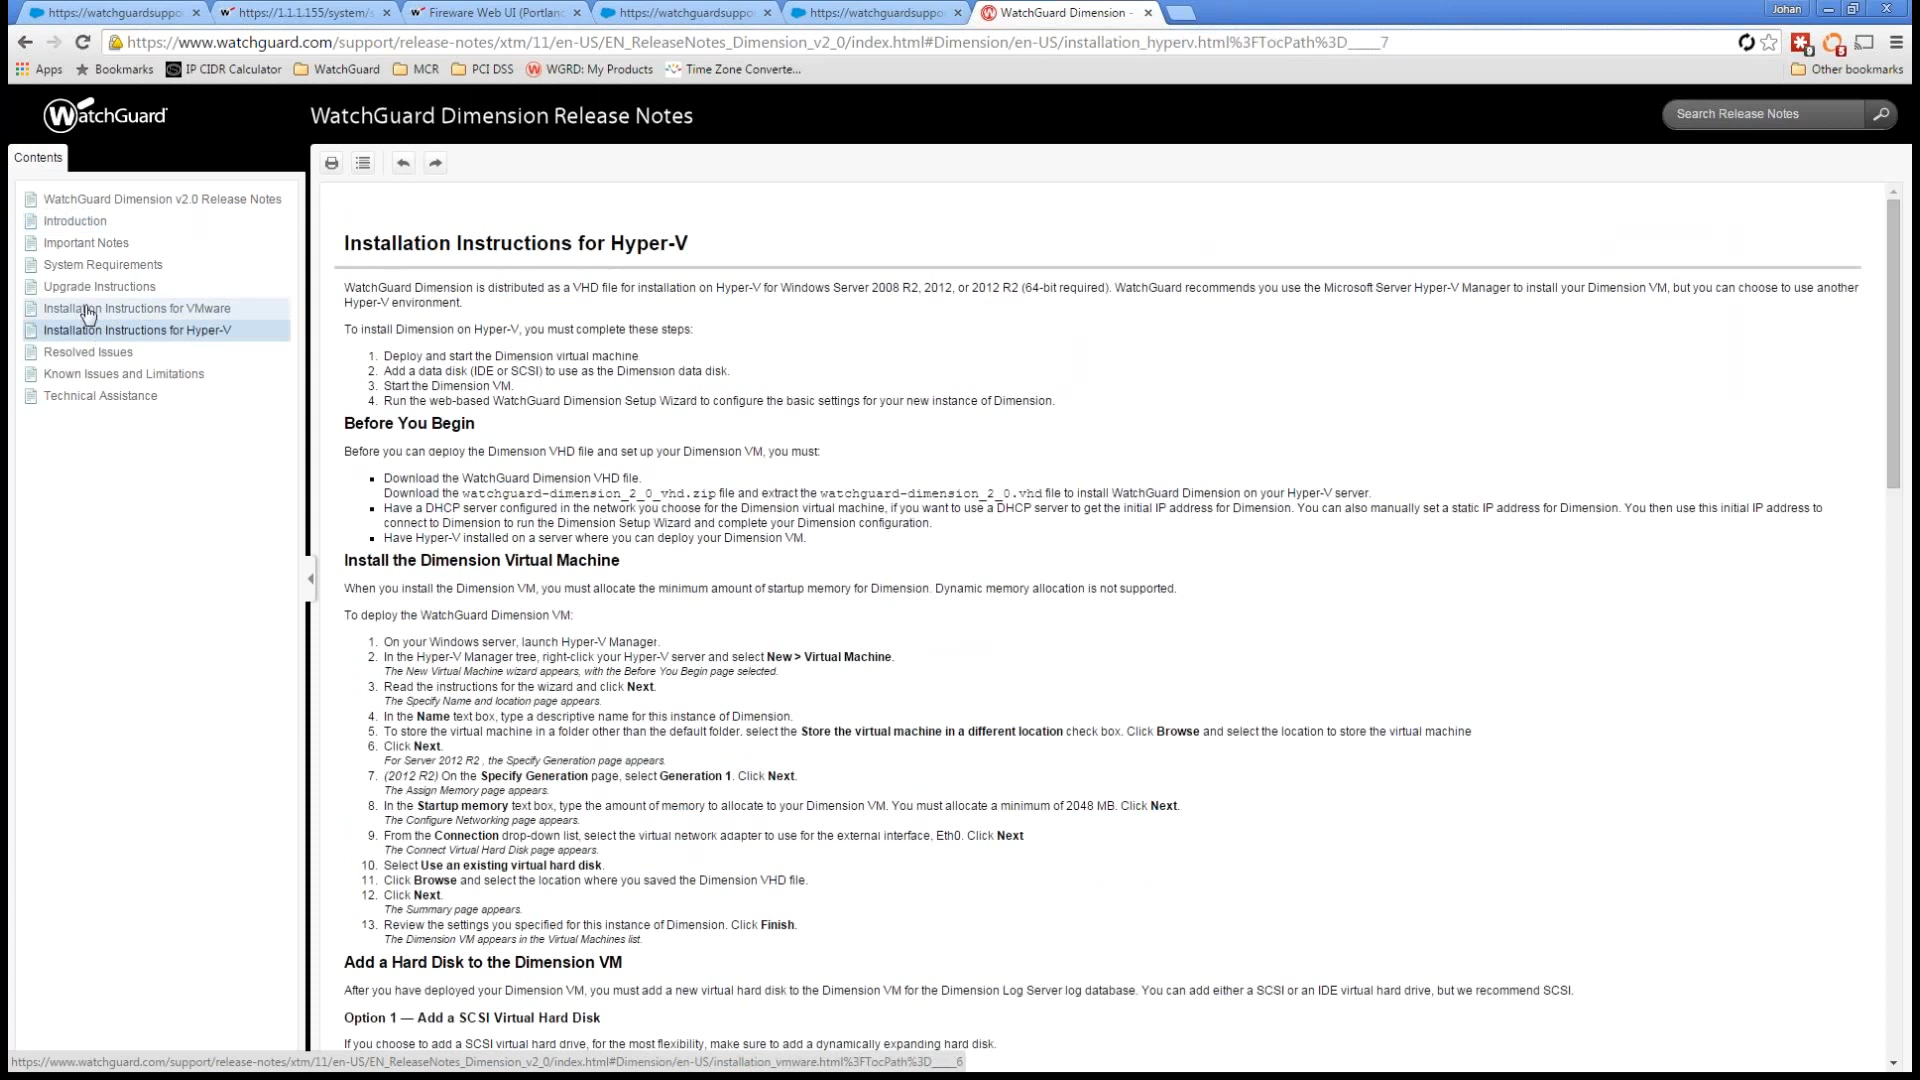 https://watchguardsuppo
https://1.1.1.155/system/s
Fireware Web UI (Portlan
https://watchguardsuppo
https://watchguardsuppo
WatchGuard Dimension -
Johan
https://www.watchguard.com/support/release-notes/xtm/11/en-US/EN_ReleaseNotes_Dimension_v2_0/index.html#Dimension/en-US/installation_hyperv.html%3FTocPath%3D____7
Apps
Bookmarks
IP CIDR Calculator
WatchGuard
MCR
PCI DSS
WGRD: My Products
Time Zone Converte...
Other bookmarks
WatchGuard
WatchGuard Dimension Release Notes
Search Release Notes
Contents
WatchGuard Dimension v2.0 Release Notes
Introduction
Important Notes
System Requirements
Upgrade Instructions
Installation Instructions for VMware
Installation Instructions for Hyper-V
Resolved Issues
Known Issues and Limitations
Technical Assistance
Installation Instructions for Hyper-V
WatchGuard Dimension is distributed as a VHD file for installation on Hyper-V for Windows Server 2008 R2, 2012, or 2012 R2 (64-bit required). WatchGuard recommends you use the Microsoft Server Hyper-V Manager to install your Dimension VM, but you can choose to use another
Hyper-V environment.
To install Dimension on Hyper-V, you must complete these steps:
1. Deploy and start the Dimension virtual machine
2. Add a data disk (IDE or SCSI) to use as the Dimension data disk.
3. Start the Dimension VM.
4. Run the web-based WatchGuard Dimension Setup Wizard to configure the basic settings for your new instance of Dimension.
Before You Begin
Before you can deploy the Dimension VHD file and set up your Dimension VM, you must:
Download the WatchGuard Dimension VHD file.
Download the watchguard-dimension_2_0_vhd.zip file and extract the watchguard-dimension_2_0.vhd file to install WatchGuard Dimension on your Hyper-V server.
Have a DHCP server configured in the network you choose for the Dimension virtual machine, if you want to use a DHCP server to get the initial IP address for Dimension. You can also manually set a static IP address for Dimension. You then use this initial IP address to
connect to Dimension to run the Dimension Setup Wizard and complete your Dimension configuration.
Have Hyper-V installed on a server where you can deploy your Dimension VM.
Install the Dimension Virtual Machine
When you install the Dimension VM, you must allocate the minimum amount of startup memory for Dimension. Dynamic memory allocation is not supported.
To deploy the WatchGuard Dimension VM:
1. On your Windows server, launch Hyper-V Manager.
2. In the Hyper-V Manager tree, right-click your Hyper-V server and select New > Virtual Machine.
The New Virtual Machine wizard appears, with the Before You Begin page selected.
3. Read the instructions for the wizard and click Next.
The Specify Name and location page appears.
4. In the Name text box, type a descriptive name for this instance of Dimension.
5. To store the virtual machine in a folder other than the default folder, select the Store the virtual machine in a different location check box. Click Browse and select the location to store the virtual machine
6. Click Next.
For Server 2012 R2 , the Specify Generation page appears.
7. (2012 R2) On the Specify Generation page, select Generation 1. Click Next.
The Assign Memory page appears.
8. In the Startup memory text box, type the amount of memory to allocate to your Dimension VM. You must allocate a minimum of 2048 MB. Click Next.
The Configure Networking page appears.
9. From the Connection drop-down list, select the virtual network adapter to use for the external interface, Eth0. Click Next
The Connect Virtual Hard Disk page appears.
10. Select Use an existing virtual hard disk.
11. Click Browse and select the location where you saved the Dimension VHD file.
12. Click Next.
The Summary page appears.
13. Review the settings you specified for this instance of Dimension. Click Finish.
The Dimension VM appears in the Virtual Machines list.
Add a Hard Disk to the Dimension VM
After you have deployed your Dimension VM, you must add a new virtual hard disk to the Dimension VM for the Dimension Log Server log database. You can add either a SCSI or an IDE virtual hard drive, but we recommend SCSI.
Option 1 — Add a SCSI Virtual Hard Disk
If you choose to add a SCSI virtual hard drive, for the most flexibility, make sure to add a dynamically expanding hard disk.
https://www.watchguard.com/support/release-notes/xtm/11/en-US/EN_ReleaseNotes_Dimension_v2_0/index.html#Dimension/en-US/installation_vmware.html%3FTocPath%3D____6